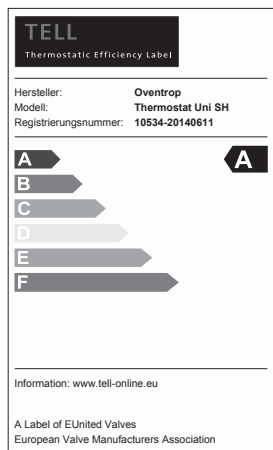 TELL
Thermostatic Efficiency Label
Hersteller: Oventrop
Modell: Thermostat Uni SH
Registrierungsnummer: 10534-20140611
A A
B
C
D
E
F
Information: www.tell-online.eu
A Label of EUnited Valves
European Valve Manufacturers Association